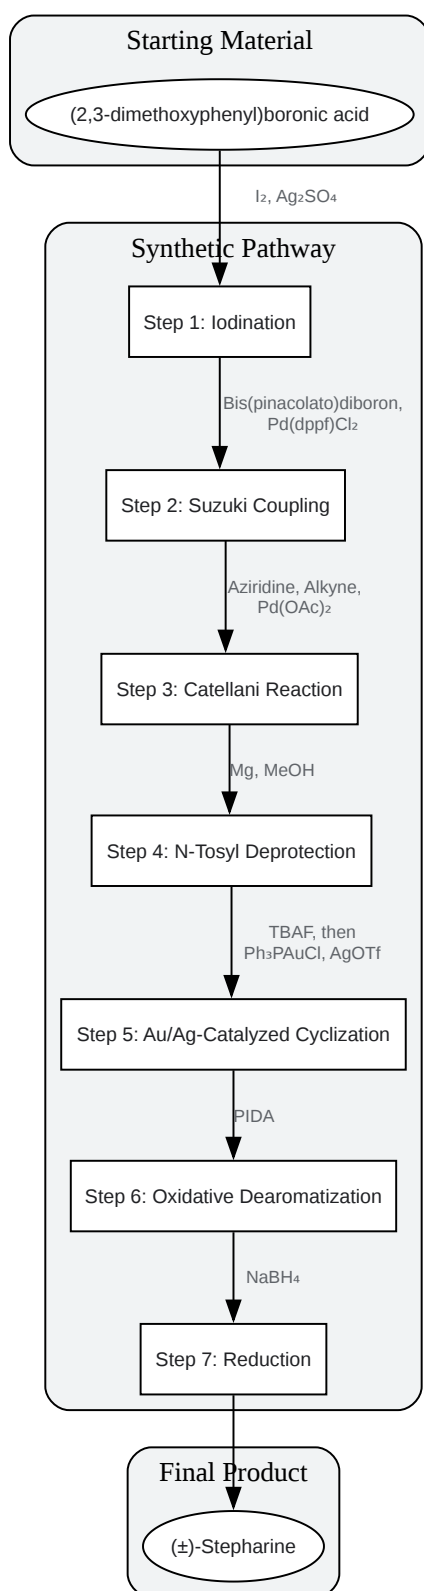 Starting Material
(2,3-dimethoxyphenyl)boronic acid
I₂, Ag₂SO₄
Synthetic Pathway
Step 1: Iodination
Bis(pinacolato)diboron,
Pd(dppf)Cl₂
Step 2: Suzuki Coupling
Aziridine, Alkyne,
Pd(OAc)₂
Step 3: Catellani Reaction
Mg, MeOH
Step 4: N-Tosyl Deprotection
TBAF, then
Ph₃PAuCl, AgOTf
Step 5: Au/Ag-Catalyzed Cyclization
PIDA
Step 6: Oxidative Dearomatization
NaBH₄
Step 7: Reduction
Final Product
(±)-Stepharine